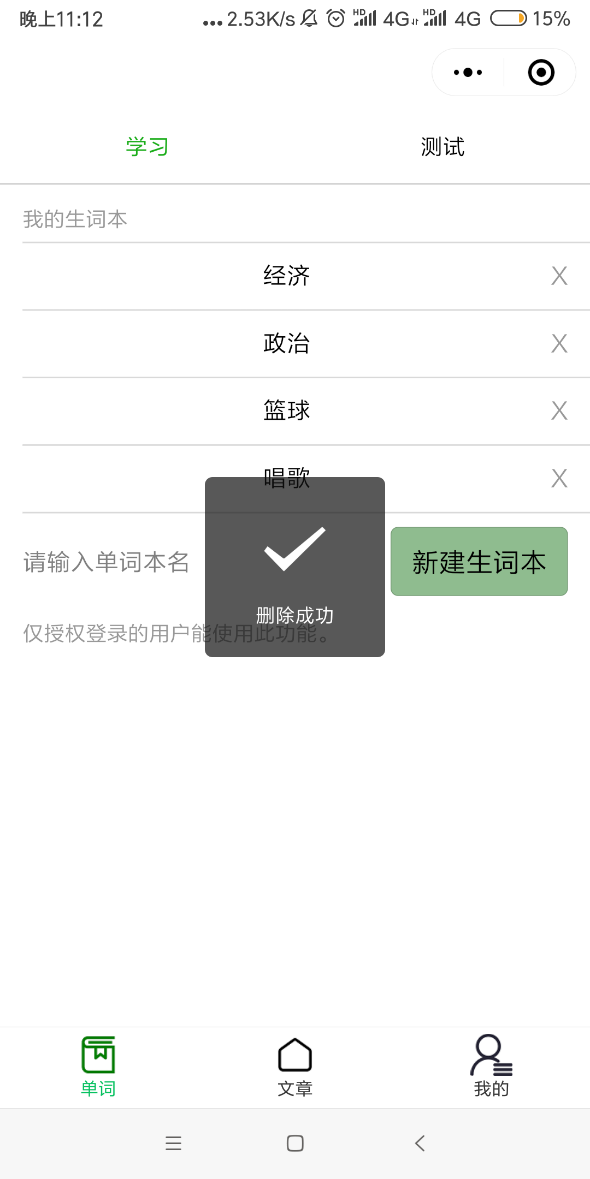 晚上11:12 ...2.53K/s HD 4G HD 4G 15%
学习 测试
我的生词本
经济 X
政治 X
篮球 X
唱歌 X
请输入单词本名 新建生词本
删除成功
仅授权登录的用户能使用此功能。
单词 文章 我的